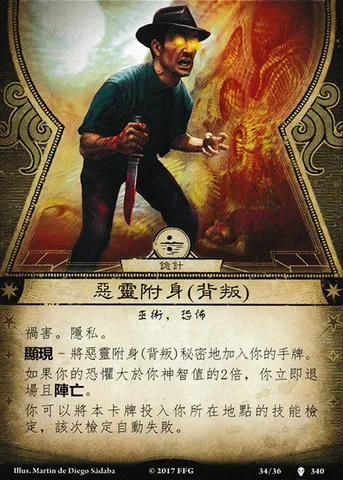 詭計
惡靈附身(背叛)
巫術，恐怖
禍害。隱私。
顯現 - 將惡靈附身(背叛)秘密地加入你的手牌。
如果你的恐懼大於你神智值的2倍，你立即退
場且陣亡。
你可以將本卡牌投入你所在地點的技能檢
定，該次檢定自動失敗。
Illus. Martin de Diego Sádaba
© 2017 FFG
34/36
340